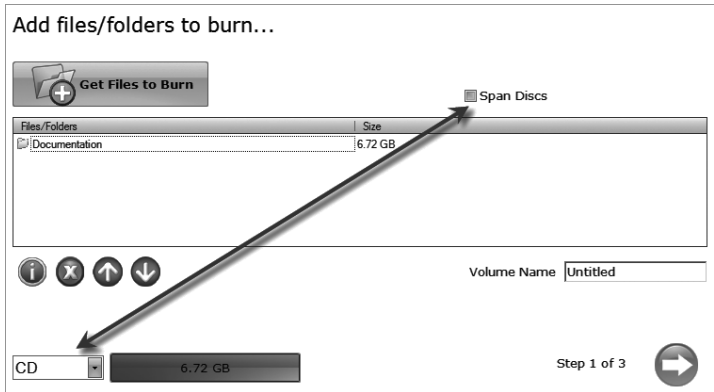 Add files/folders to burn...
Get Files to Burn
Span Discs
Files/Folders Size
Documentation 6.72 GB
Volume Name Untitled
CD 6.72 GB Step 1 of 3